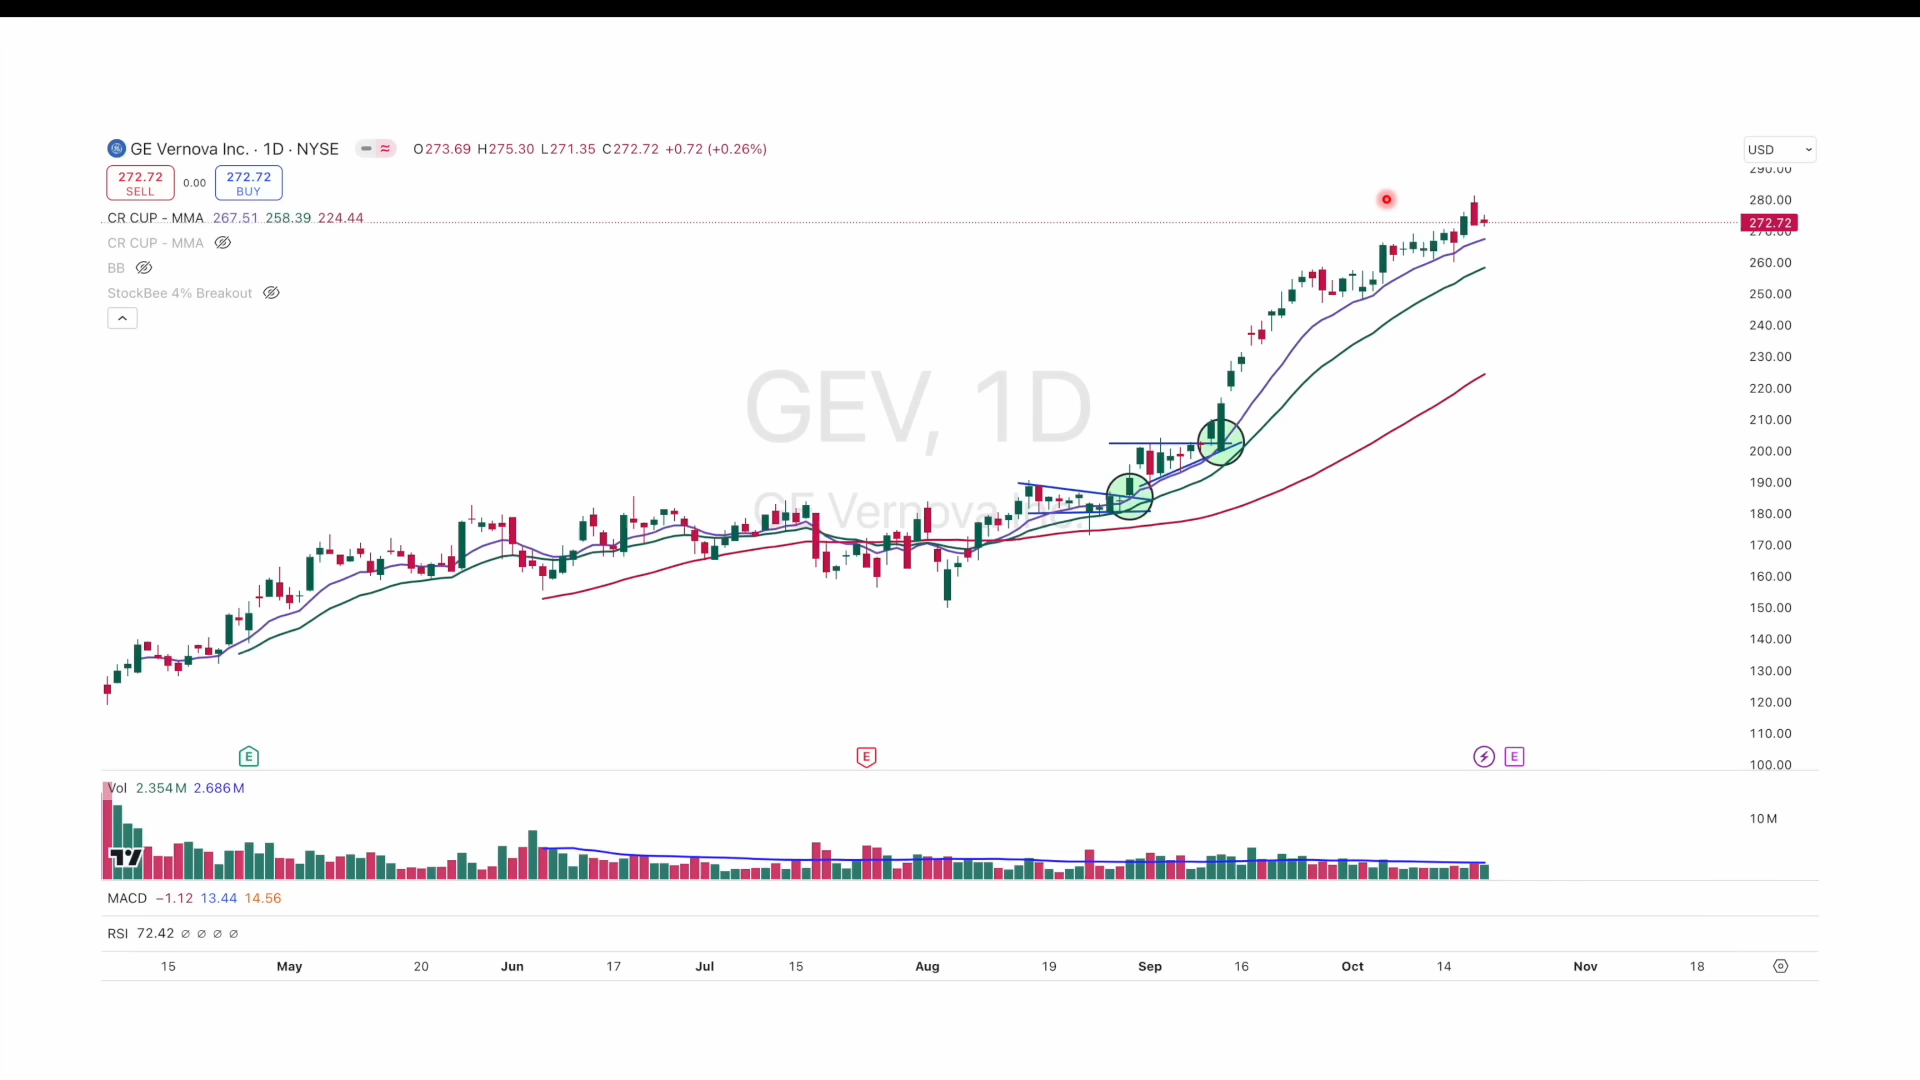 GE Vernova Inc. · 1D · NYSE O273.69 H275.30 L271.35 C272.72 +0.72 (+0.26%)
USD
272.72 SELL
0.00
272.72 BUY
CR CUP - MMA 267.51 258.39 224.44
CR CUP - MMA
BB
StockBee 4% Breakout
GEV, 1D
GE Vernova Inc.
290.00
280.00
272.72
270.00
260.00
250.00
240.00
230.00
220.00
210.00
200.00
190.00
180.00
170.00
160.00
150.00
140.00
130.00
120.00
110.00
100.00
E
E
E
Vol 2.354M 2.686M
10M
MACD −1.12 13.44 14.56
RSI 72.42 ∅ ∅ ∅ ∅
15 May 20 Jun 17 Jul 15 Aug 19 Sep 16 Oct 14 Nov 18